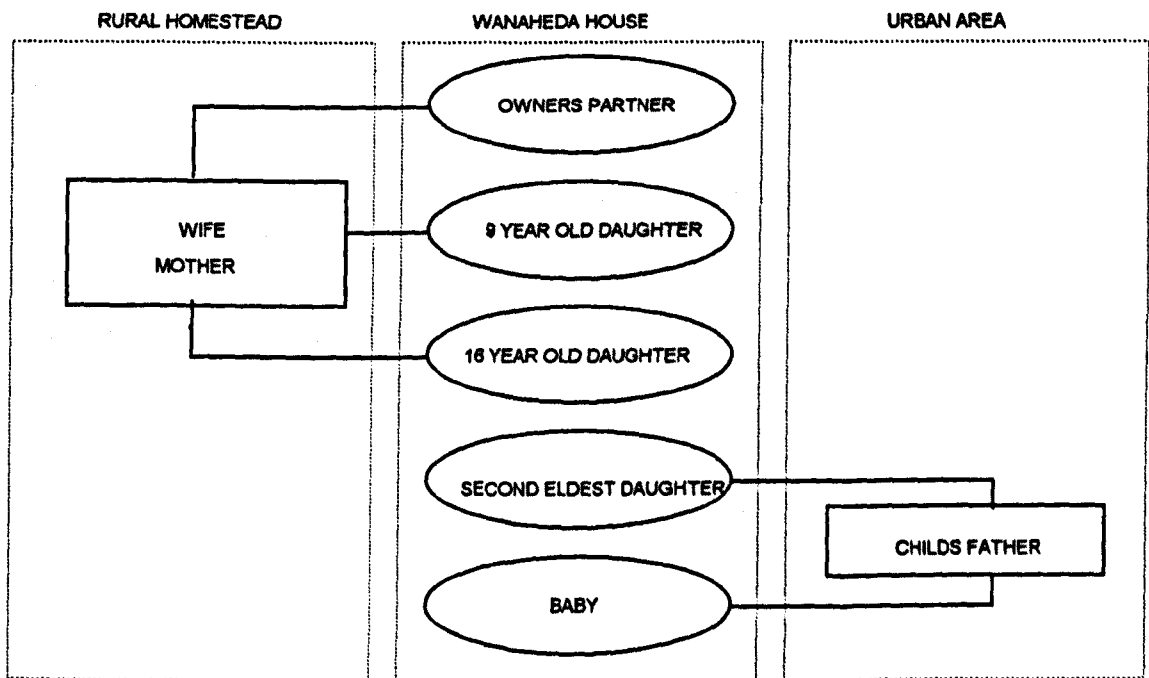 RURAL HOMESTEAD
WANAHEDA HOUSE
URBAN AREA
OWNERS PARTNER
WIFE
MOTHER
9 YEAR OLD DAUGHTER
16 YEAR OLD DAUGHTER
SECOND ELDEST DAUGHTER
CHILDS FATHER
BABY